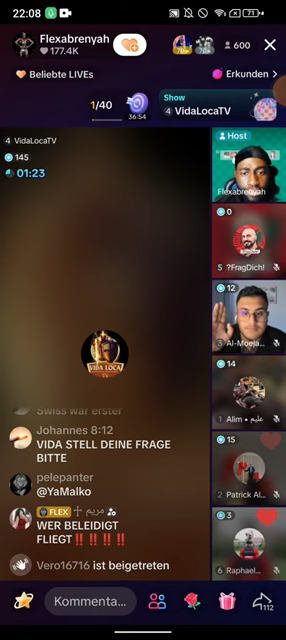 22:08
71
Flexabrenyah
177.4K
600
Beliebte LIVEs
Erkunden
1/40
36:54
Show
4 VidaLocaTV
4 VidaLocaTV
145
01:23
Host
Flexabrenyah
0
5 ?FragDich!
12
3 Al-Moeja...
14
VIDA LOCA
TV
1 Alim • عليم
15
2 Patrick Al...
3
6 Raphael...
Swiss war erster
Johannes 8:12
VIDA STELL DEINE FRAGE
BITTE
pelepanter
@YaMalko
FLEX ☥ مريم
WER BELEIDIGT
FLIEGT‼️‼️‼️‼️
Vero16716 ist beigetreten
Kommenta...
112